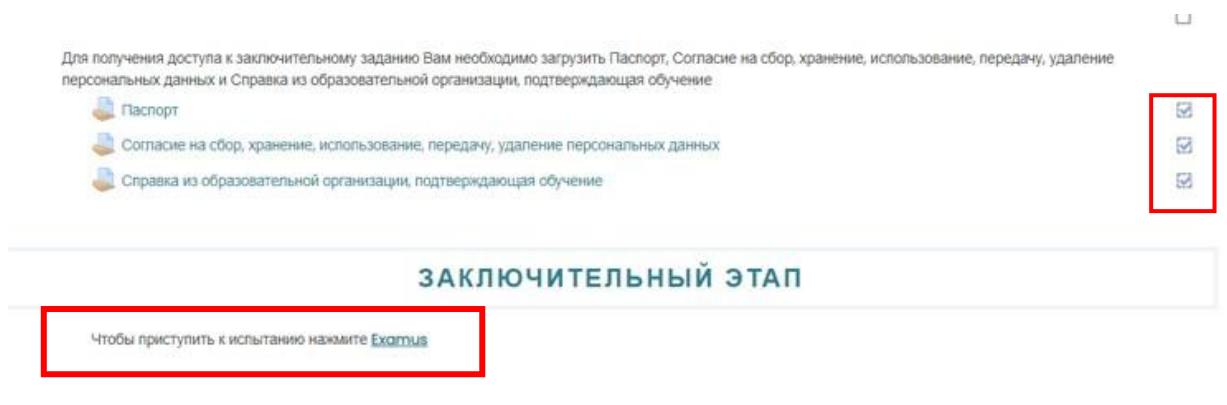 Для получения доступа к заключительному заданию Вам необходимо загрузить Паспорт, Согласие на сбор, хранение, использование, передачу, удаление
персональных данных и Справка из образовательной организации, подтверждающая обучение
Паспорт
Согласие на сбор, хранение, использование, передачу, удаление персональных данных
Справка из образовательной организации, подтверждающая обучение
ЗАКЛЮЧИТЕЛЬНЫЙ ЭТАП
Чтобы приступить к испытанию нажмите Examus